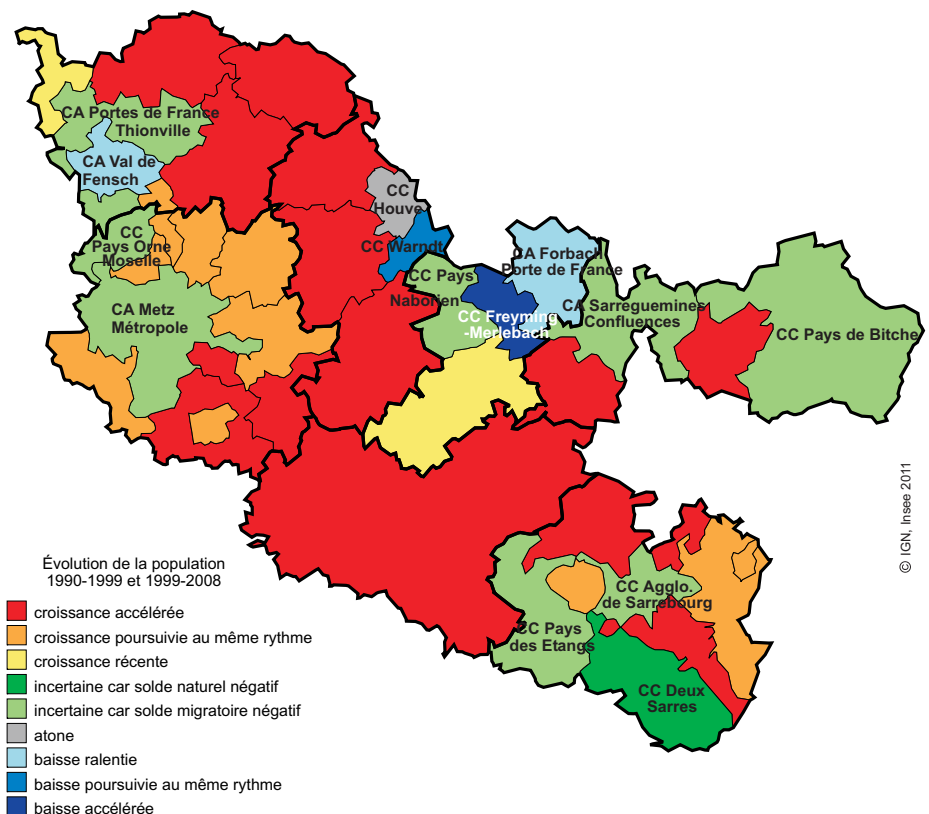 CA Portes de France
Thionville
CA Val de
Fensch
CC
Houve
CC
Pays Orne
Moselle
CC Warndt
CA Forbach
Porte de France
CC Pays
Naborien
CA Metz
Métropole
CC Freyming
-Merlebach
CA Sarreguemines
Confluences
CC Pays de Bitche
© IGN, Insee 2011
CC Agglo.
de Sarrebourg
CC Pays
des Etangs
CC Deux
Sarres
Évolution de la population
1990-1999 et 1999-2008
croissance accélérée
croissance poursuivie au même rythme
croissance récente
incertaine car solde naturel négatif
incertaine car solde migratoire négatif
atone
baisse ralentie
baisse poursuivie au même rythme
baisse accélérée